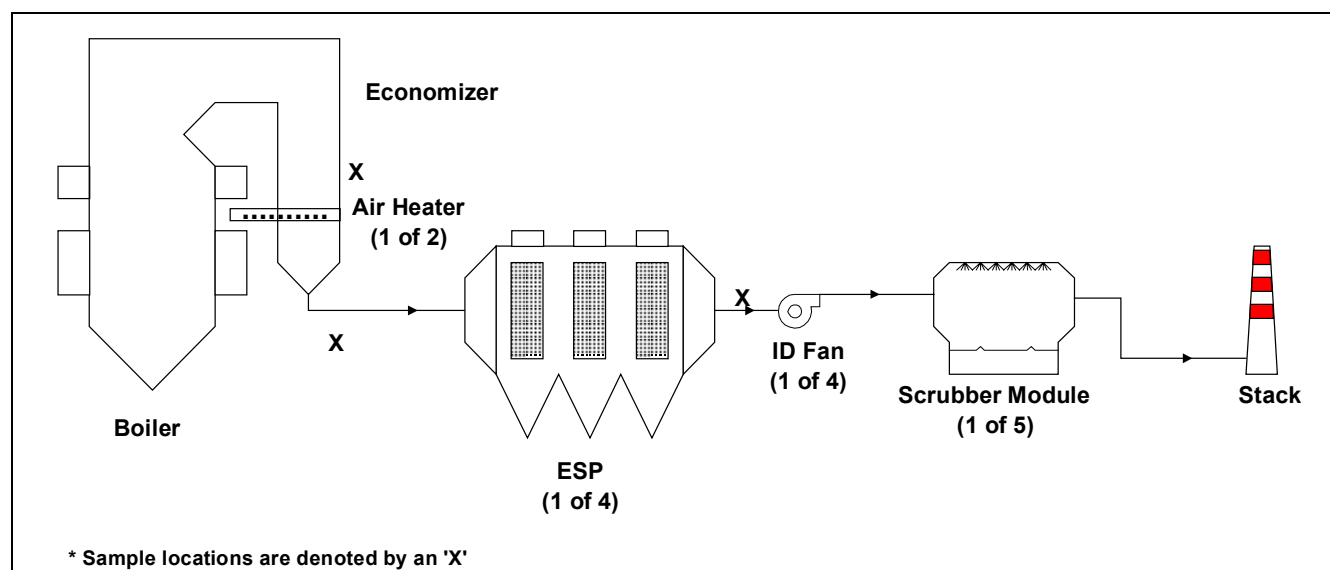 Economizer
X
Air Heater
(1 of 2)
X
X
ID Fan
(1 of 4)
Scrubber Module
(1 of 5)
Stack
Boiler
ESP
(1 of 4)
* Sample locations are denoted by an 'X'